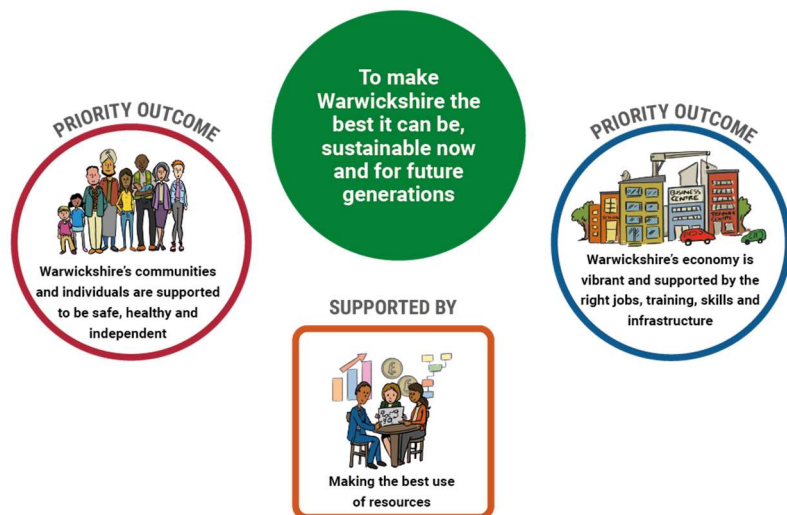 To make
Warwickshire the
best it can be,
sustainable now
and for future
generations
PRIORITY OUTCOME
Warwickshire's communities
and individuals are supported
to be safe, healthy and
independent
PRIORITY OUTCOME
BUSINESS
CENTRE
Warwickshire's economy is
vibrant and supported by the
right jobs, training, skills and
infrastructure
SUPPORTED BY
£
£
Making the best use
of resources